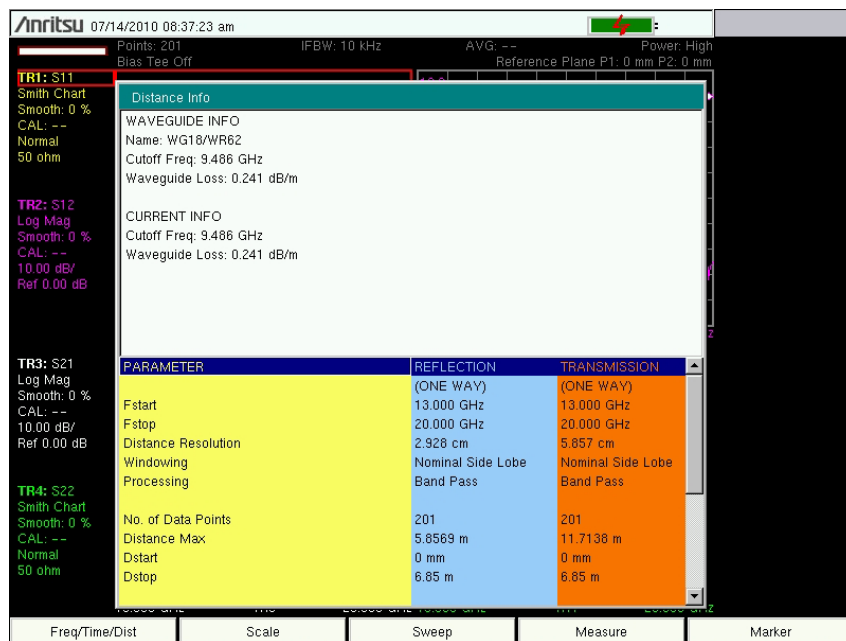 Anritsu 07/14/2010 08:37:23 am
Points: 201 IFBW: 10 kHz AVG: -- Power: High
Bias Tee Off Reference Plane P1: 0 mm P2: 0 mm
TR1: S11
Smith Chart
Smooth: 0 %
CAL: --
Normal
50 ohm
TR2: S12
Log Mag
Smooth: 0 %
CAL: --
10.00 dB/
Ref 0.00 dB
TR3: S21
Log Mag
Smooth: 0 %
CAL: --
10.00 dB/
Ref 0.00 dB
TR4: S22
Smith Chart
Smooth: 0 %
CAL: --
Normal
50 ohm
Distance Info
WAVEGUIDE INFO
Name: WG18/WR62
Cutoff Freq: 9.486 GHz
Waveguide Loss: 0.241 dB/m
CURRENT INFO
Cutoff Freq: 9.486 GHz
Waveguide Loss: 0.241 dB/m
PARAMETER REFLECTION TRANSMISSION
(ONE WAY) (ONE WAY)
Fstart 13.000 GHz 13.000 GHz
Fstop 20.000 GHz 20.000 GHz
Distance Resolution 2.928 cm 5.857 cm
Windowing Nominal Side Lobe Nominal Side Lobe
Processing Band Pass Band Pass
No. of Data Points 201 201
Distance Max 5.8569 m 11.7138 m
Dstart 0 mm 0 mm
Dstop 6.85 m 6.85 m
Freq/Time/Dist Scale Sweep Measure Marker